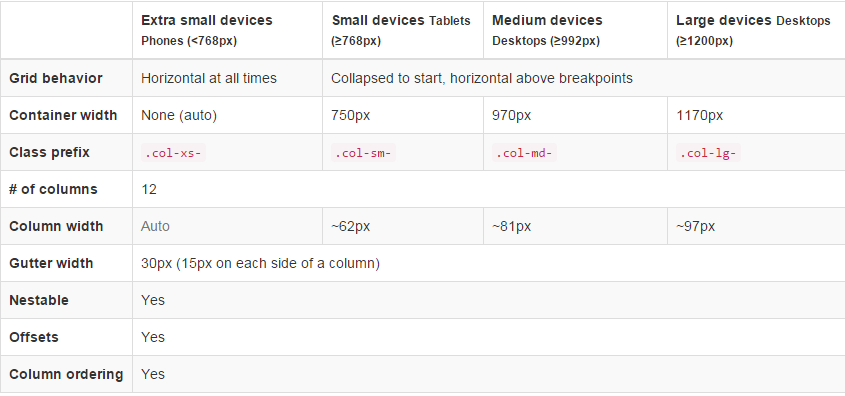 Extra small devices Small devices Tablets Medium devices Large devices Desktops
Phones (<768px) (≥768px) Desktops (≥992px) (≥1200px)
Grid behavior Horizontal at all times Collapsed to start, horizontal above breakpoints
Container width None (auto) 750px 970px 1170px
Class prefix .col-xs- .col-sm- .col-md- .col-lg-
# of columns 12
Column width Auto ~62px ~81px ~97px
Gutter width 30px (15px on each side of a column)
Nestable Yes
Offsets Yes
Column ordering Yes